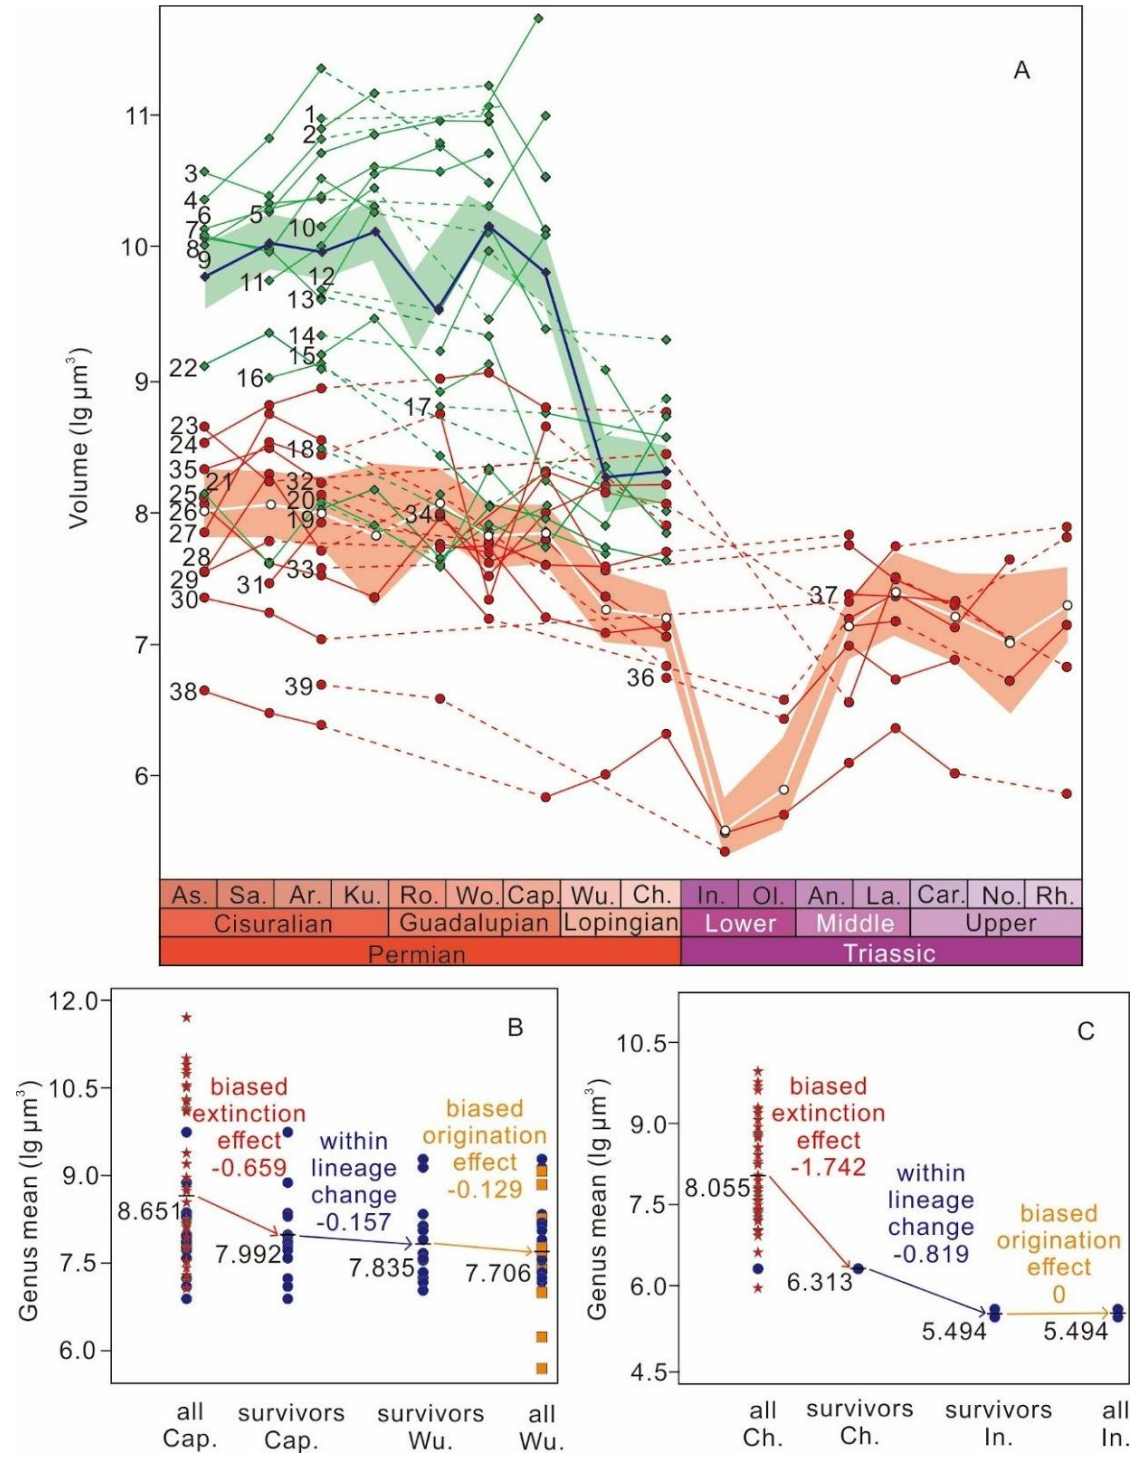 A
11
10
9
8
7
6
Volume (lg μm³)
1
2
3
4
5
6
7
8
9
10
11
12
13
14
15
16
17
22
23
24
18
35
21
32
25
20
26
19
34
27
28
33
29
31
30
37
36
38
39
As. Sa. Ar. Ku. Ro. Wo. Cap. Wu. Ch. In. Ol. An. La. Car. No. Rh.
Cisuralian Guadalupian Lopingian Lower Middle Upper
Permian Triassic
B
Genus mean (lg μm³)
12.0
10.5
9.0
7.5
6.0
biased
extinction
effect
-0.659
within
lineage
change
-0.157
biased
origination
effect
-0.129
8.651
7.992
7.835
7.706
all
Cap.
survivors
Cap.
survivors
Wu.
all
Wu.
C
Genus mean (lg μm³)
10.5
9.0
7.5
6.0
4.5
biased
extinction
effect
-1.742
within
lineage
change
-0.819
biased
origination
effect
0
8.055
6.313
5.494
5.494
all
Ch.
survivors
Ch.
survivors
In.
all
In.